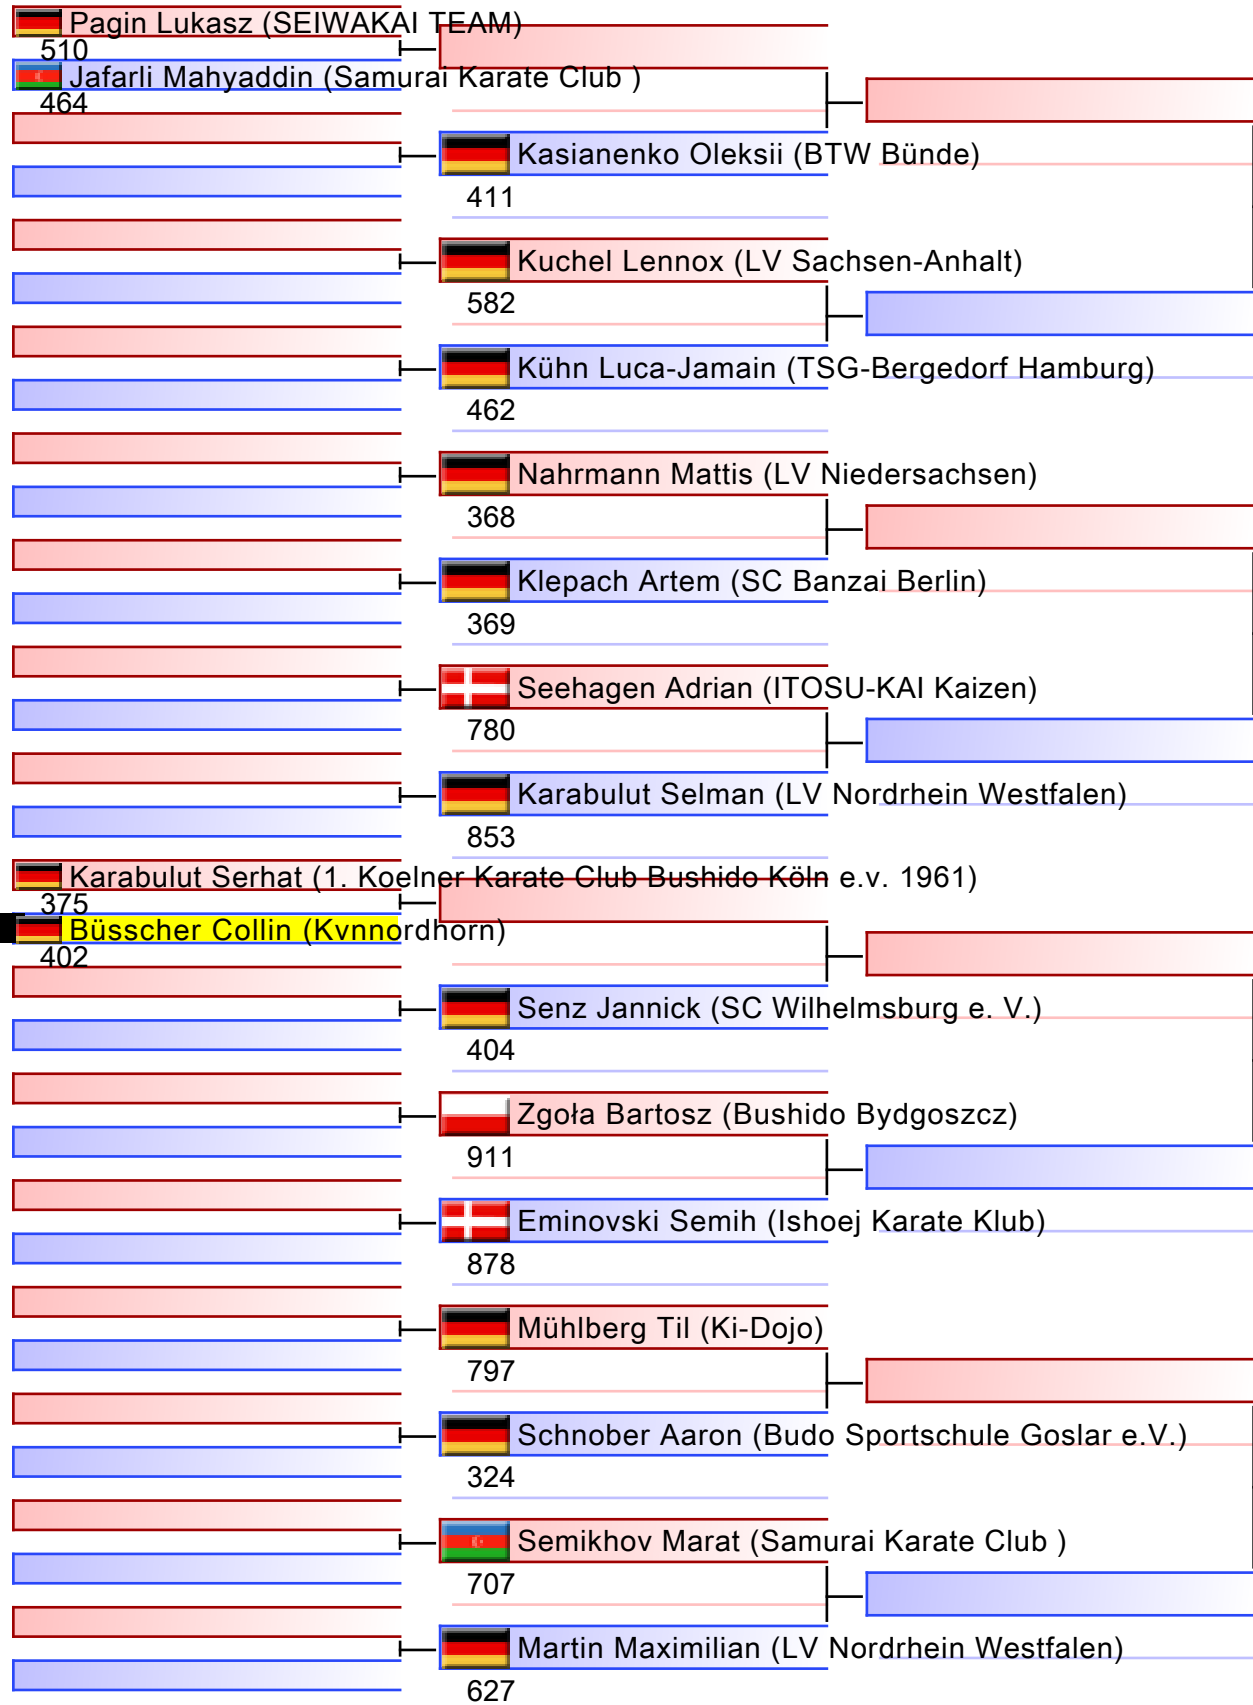 Pagin Lukasz (SEIWAKAI TEAM)
510
Jafarli Mahyaddin (Samurai Karate Club )
464
Kasianenko Oleksii (BTW Bünde)
411
Kuchel Lennox (LV Sachsen-Anhalt)
582
Kühn Luca-Jamain (TSG-Bergedorf Hamburg)
462
Nahrmann Mattis (LV Niedersachsen)
368
Klepach Artem (SC Banzai Berlin)
369
Seehagen Adrian (ITOSU-KAI Kaizen)
780
Karabulut Selman (LV Nordrhein Westfalen)
853
Karabulut Serhat (1. Koelner Karate Club Bushido Köln e.v. 1961)
375
Büsscher Collin (Kvnnordhorn)
402
Senz Jannick (SC Wilhelmsburg e. V.)
404
Zgoła Bartosz (Bushido Bydgoszcz)
911
Eminovski Semih (Ishoej Karate Klub)
878
Mühlberg Til (Ki-Dojo)
797
Schnober Aaron (Budo Sportschule Goslar e.V.)
324
Semikhov Marat (Samurai Karate Club )
707
Martin Maximilian (LV Nordrhein Westfalen)
627